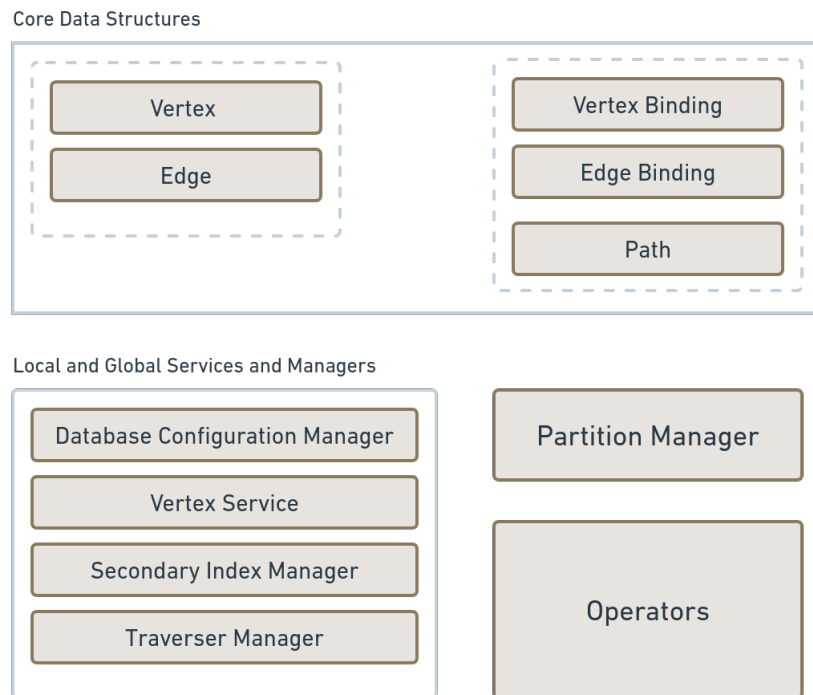 Core Data Structures
Vertex
Edge
Vertex Binding
Edge Binding
Path
Local and Global Services and Managers
Database Configuration Manager
Vertex Service
Secondary Index Manager
Traverser Manager
Partition Manager
Operators